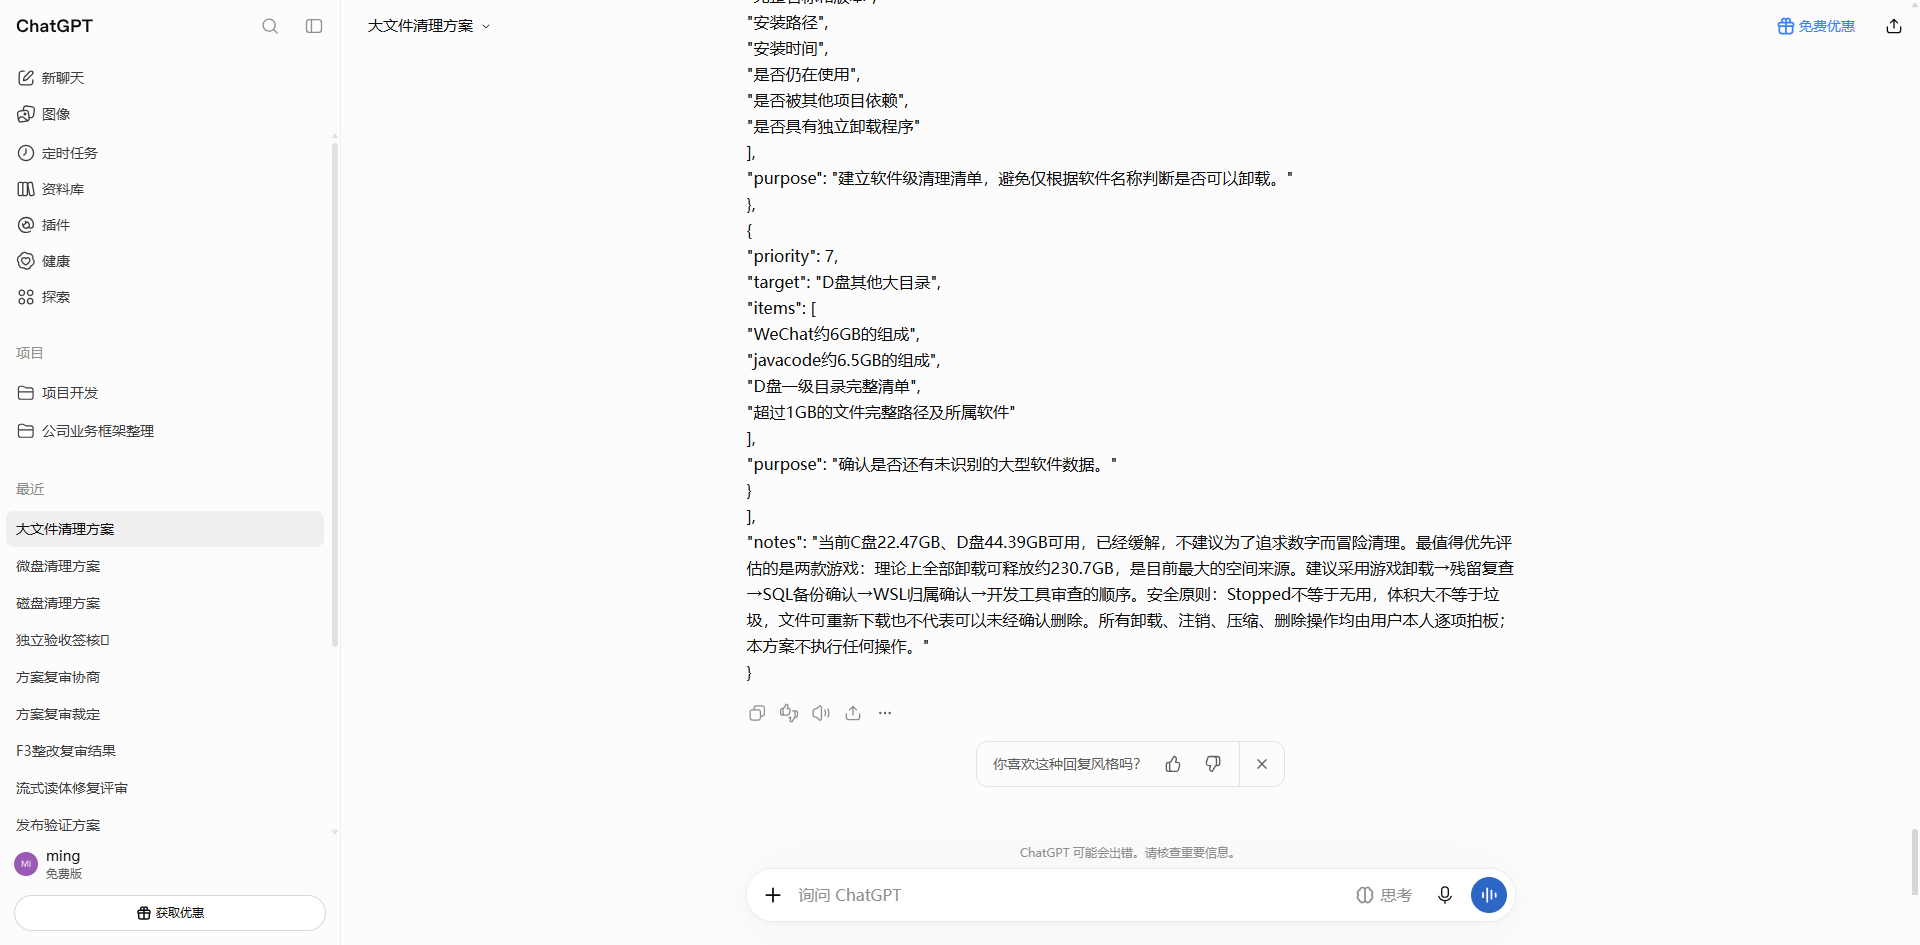 ChatGPT
新聊天
图像
定时任务
资料库
插件
健康
探索
项目
项目开发
公司业务框架整理
最近
大文件清理方案
微盘清理方案
磁盘清理方案
独立验收签核
方案复审协商
方案复审裁定
F3整改复审结果
流式读体修复评审
发布验证方案
MI
ming
免费版
获取优惠
大文件清理方案
免费优惠
"安装路径",
"安装时间",
"是否仍在使用",
"是否被其他项目依赖",
"是否具有独立卸载程序"
],
"purpose": "建立软件级清理清单，避免仅根据软件名称判断是否可以卸载。"
},
{
"priority": 7,
"target": "D盘其他大目录",
"items": [
"WeChat约6GB的组成",
"javacode约6.5GB的组成",
"D盘一级目录完整清单",
"超过1GB的文件完整路径及所属软件"
],
"purpose": "确认是否还有未识别的大型软件数据。"
}
],
"notes": "当前C盘22.47GB、D盘44.39GB可用，已经缓解，不建议为了追求数字而冒险清理。最值得优先评
估的是两款游戏：理论上全部卸载可释放约230.7GB，是目前最大的空间来源。建议采用游戏卸载→残留复查
→SQL备份确认→WSL归属确认→开发工具审查的顺序。安全原则：Stopped不等于无用，体积大不等于垃
圾，文件可重新下载也不代表可以未经确认删除。所有卸载、注销、压缩、删除操作均由用户本人逐项拍板；
本方案不执行任何操作。"
}
你喜欢这种回复风格吗？
ChatGPT 可能会出错。请核查重要信息。
询问 ChatGPT
思考